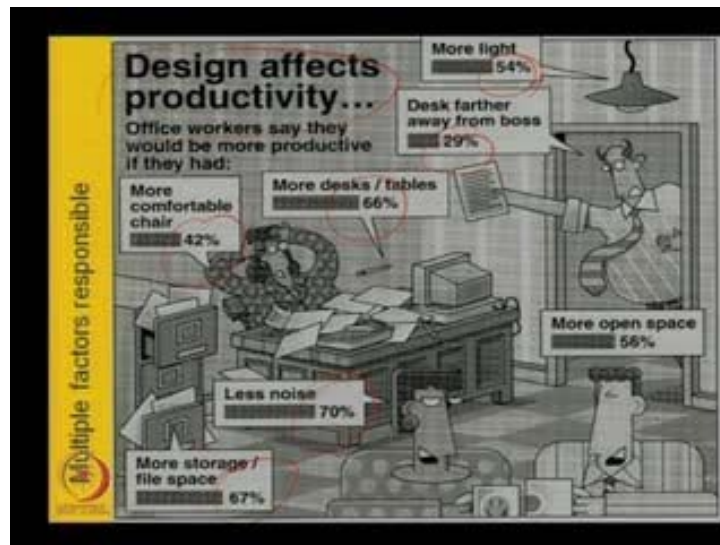 Design affects
productivity...
Office workers say they
would be more productive
if they had:
More light
54%
Desk farther
away from boss
29%
More
comfortable
chair
42%
More desks / tables
66%
More open space
56%
Less noise
70%
More storage /
file space
67%
Multiple factors responsible
NPTEL